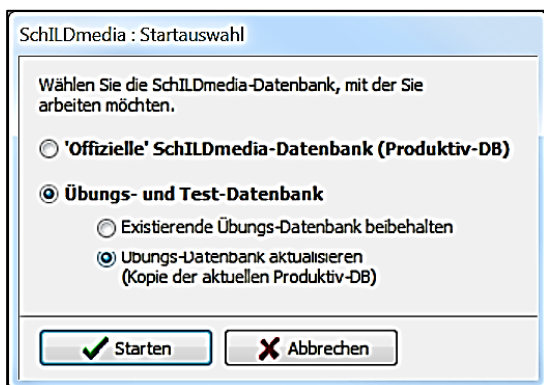 SchILDmedia : Startauswahl
Wählen Sie die SchILDmedia-Datenbank, mit der Sie
arbeiten möchten.
'Offizielle' SchILDmedia-Datenbank (Produktiv-DB)
Übungs- und Test-Datenbank
Existierende Übungs-Datenbank beibehalten
Übungs-Datenbank aktualisieren
(Kopie der aktuellen Produktiv-DB)
Starten
Abbrechen